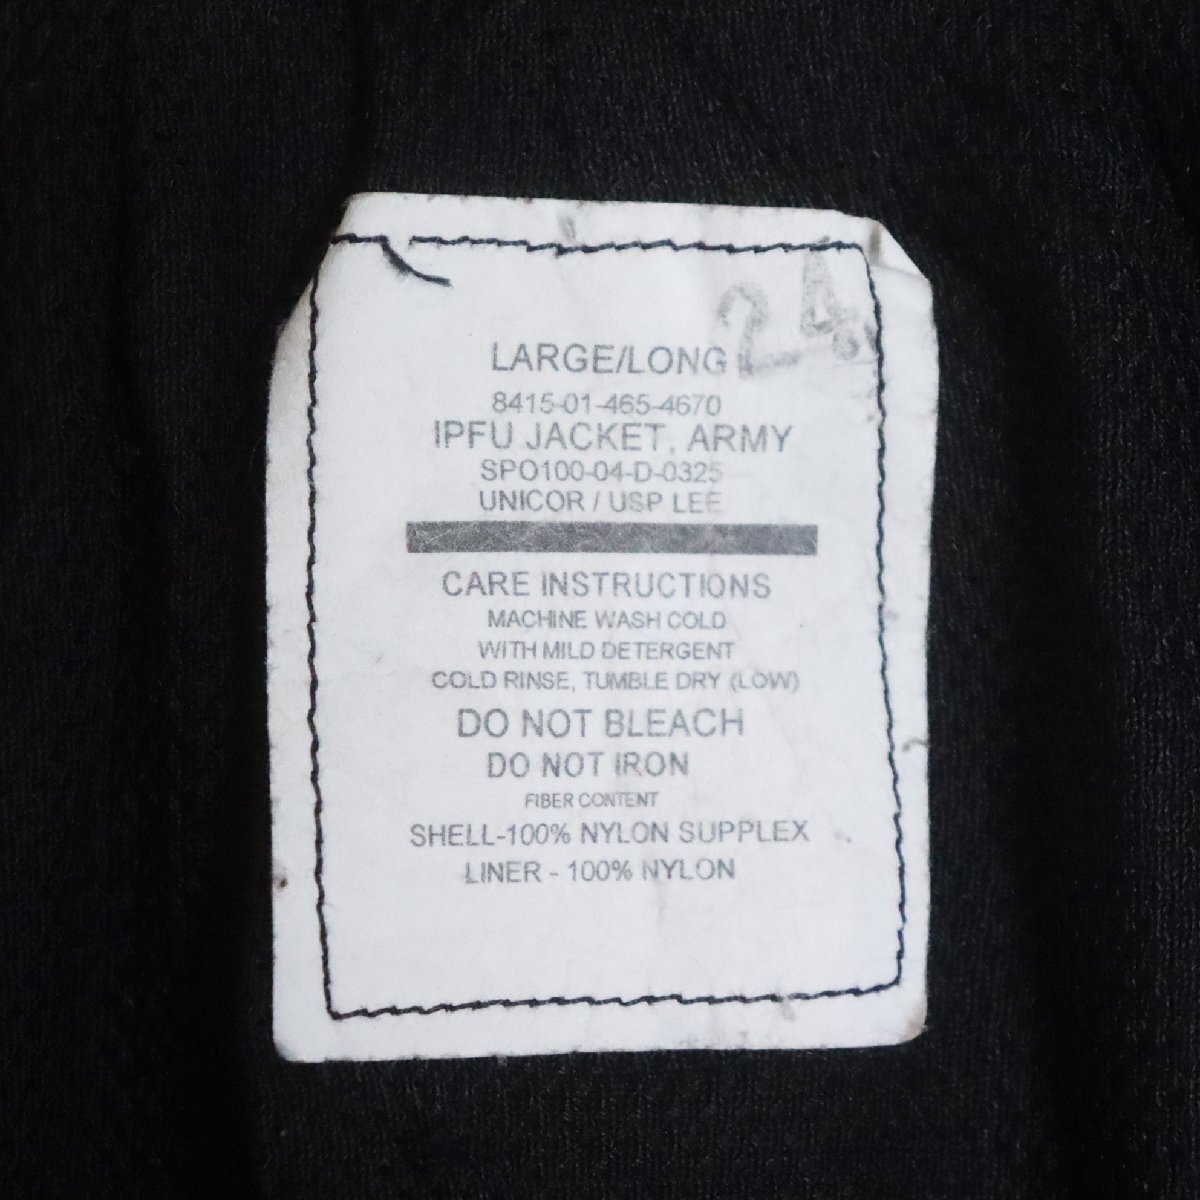 24
LARGE/LONG
8415-01-465-4670
IPFU JACKET, ARMY
SPO100-04-D-0325
UNICOR / USP LEE
CARE INSTRUCTIONS
MACHINE WASH COLD
WITH MILD DETERGENT
COLD RINSE, TUMBLE DRY (LOW)
DO NOT BLEACH
DO NOT IRON
FIBER CONTENT
SHELL-100% NYLON SUPPLEX
LINER - 100% NYLON